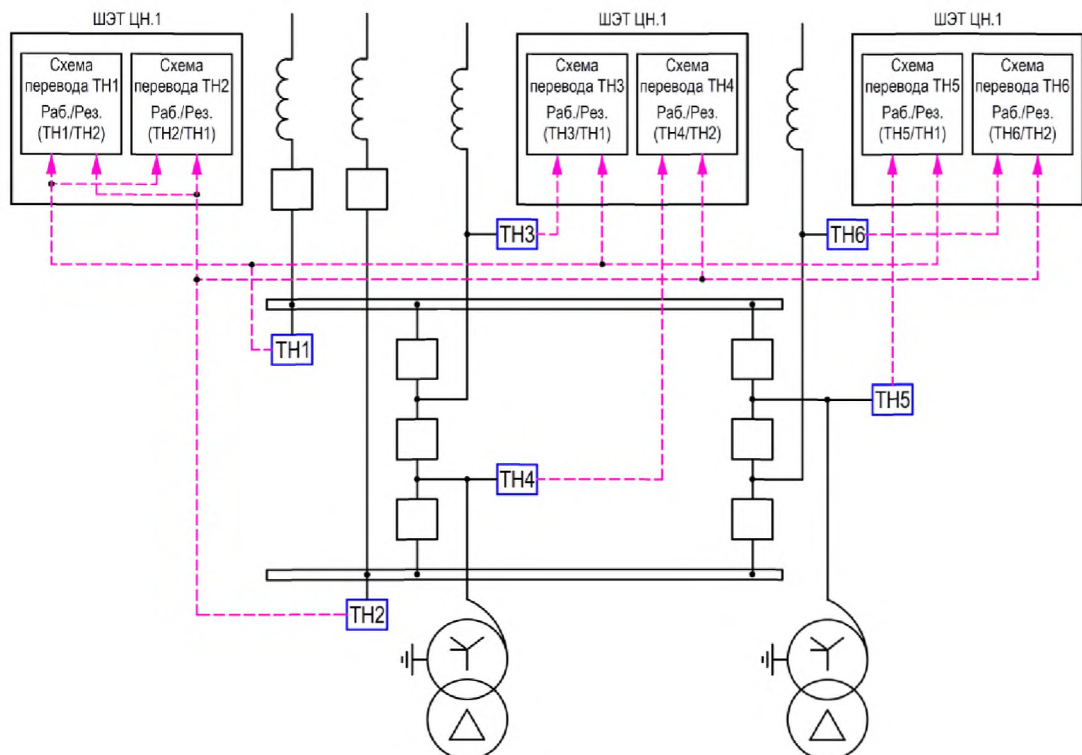 ШЭТ ЦН.1
Схема
перевода ТН1
Раб./Рез.
(ТН1/ТН2)
Схема
перевода ТН2
Раб./Рез.
(ТН2/ТН1)
ШЭТ ЦН.1
Схема
перевода ТН3
Раб./Рез.
(ТН3/ТН1)
Схема
перевода ТН4
Раб./Рез.
(ТН4/ТН2)
ШЭТ ЦН.1
Схема
перевода ТН5
Раб./Рез.
(ТН5/ТН1)
Схема
перевода ТН6
Раб./Рез.
(ТН6/ТН2)
ТН3
ТН6
ТН1
ТН5
ТН4
ТН2